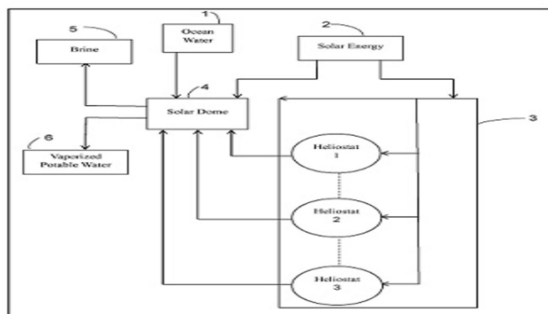 1
Ocean
Water
2
Solar Energy
5
Brine
4
Solar Dome
3
6
Vaporized
Potable Water
Heliostat
1
Heliostat
2
Heliostat
3